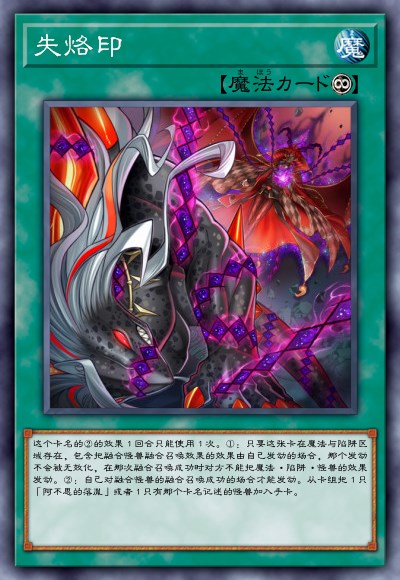 失烙印
魔
【魔法カード】
まほう
这个卡名的②的效果1回合只能使用1次。①：只要这张卡在魔法与陷阱区
域存在，包含把融合怪兽融合召唤效果的效果由自己发动的场合，那个发动
不会被无效化，在那次融合召唤成功时对方不能把魔法·陷阱·怪兽的效果
发动。②：自己对融合怪兽的融合召唤成功的场合才能发动。从卡组把1只
「阿不思的落胤」或者1只有那个卡名记述的怪兽加入手卡。